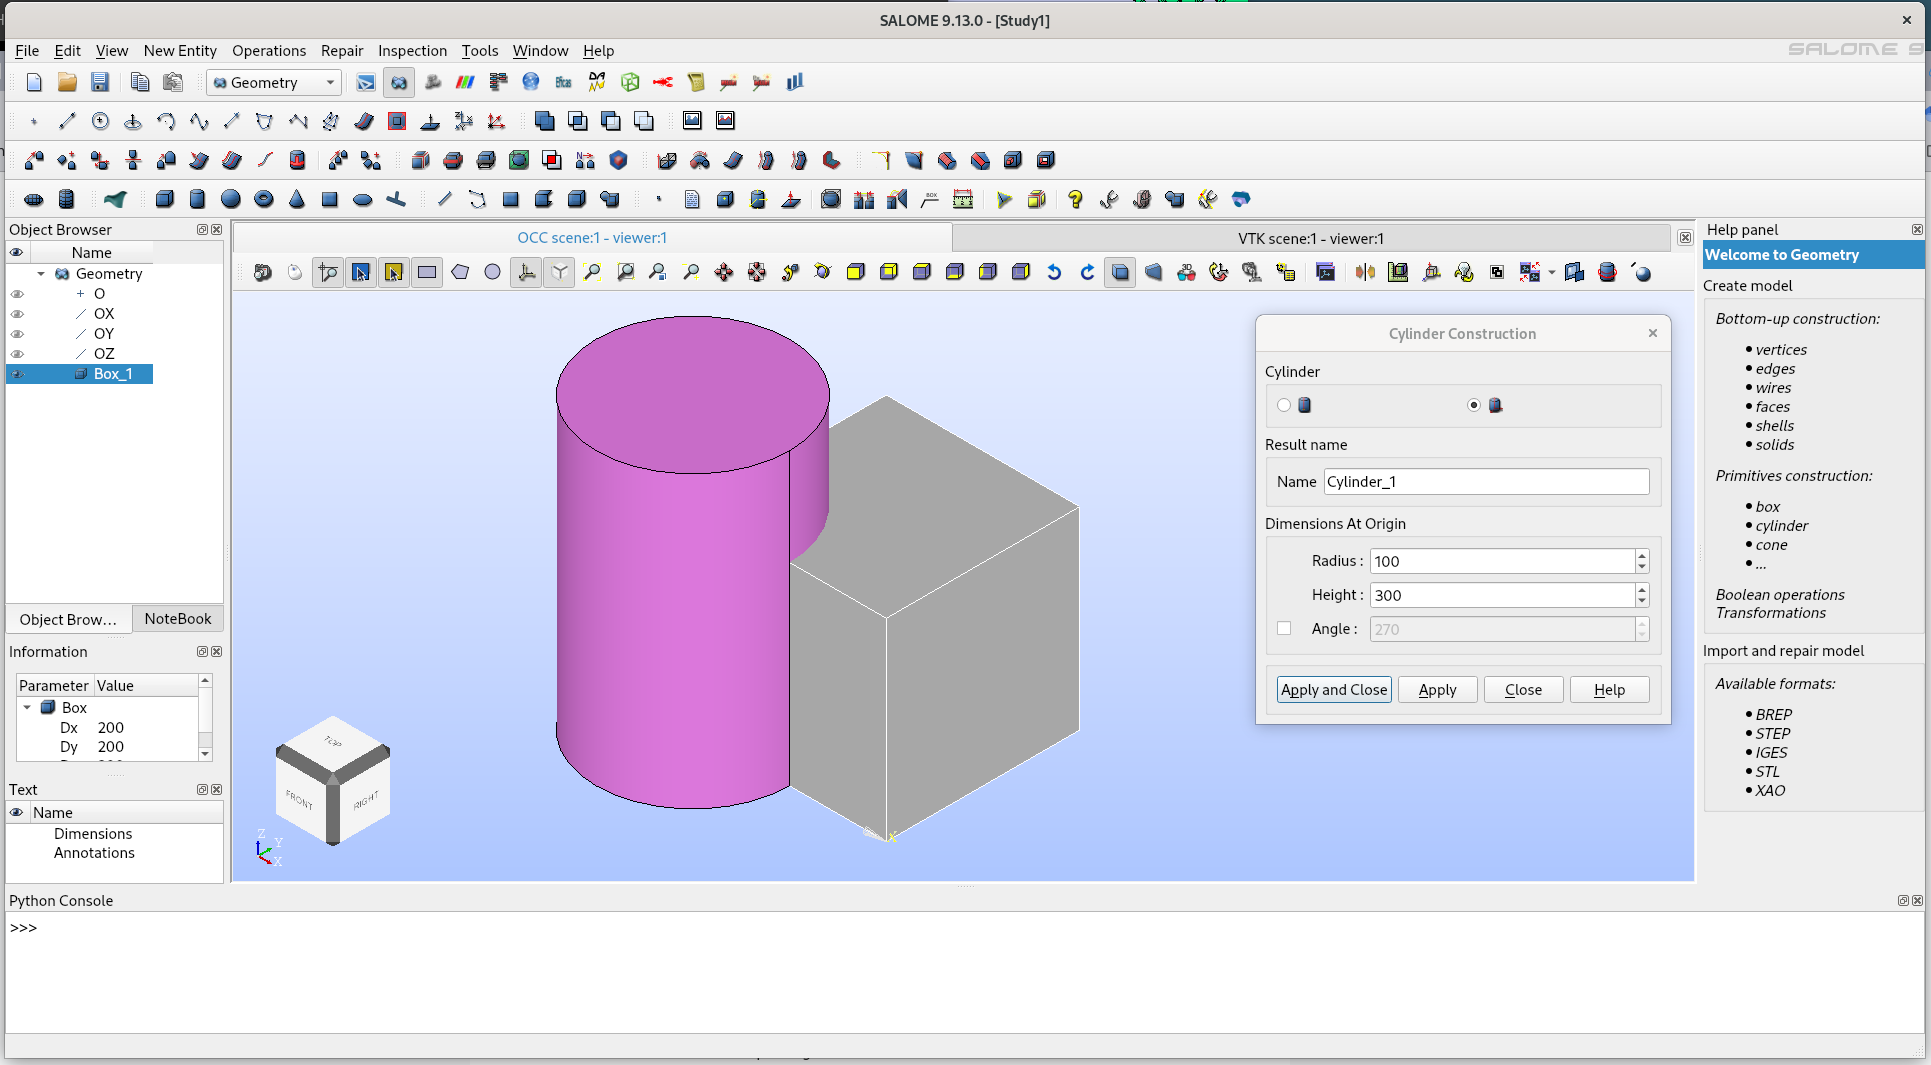 SALOME 9.13.0 - [Study1]
File Edit View New Entity Operations Repair Inspection Tools Window Help
SALOME 9
Geometry
Object Browser
Name
Geometry
O
OX
OY
OZ
Box_1
Object Brow...
NoteBook
Information
Parameter Value
Box
Dx 200
Dy 200
Text
Name
Dimensions
Annotations
OCC scene:1 - viewer:1
VTK scene:1 - viewer:1
TOP
FRONT
RIGHT
Z
Y
X
X
Cylinder Construction
Cylinder
Result name
Name Cylinder_1
Dimensions At Origin
Radius : 100
Height : 300
Angle : 270
Apply and Close
Apply
Close
Help
Help panel
Welcome to Geometry
Create model
Bottom-up construction:
• vertices
• edges
• wires
• faces
• shells
• solids
Primitives construction:
• box
• cylinder
• cone
• ...
Boolean operations
Transformations
Import and repair model
Available formats:
• BREP
• STEP
• IGES
• STL
• XAO
Python Console
>>>